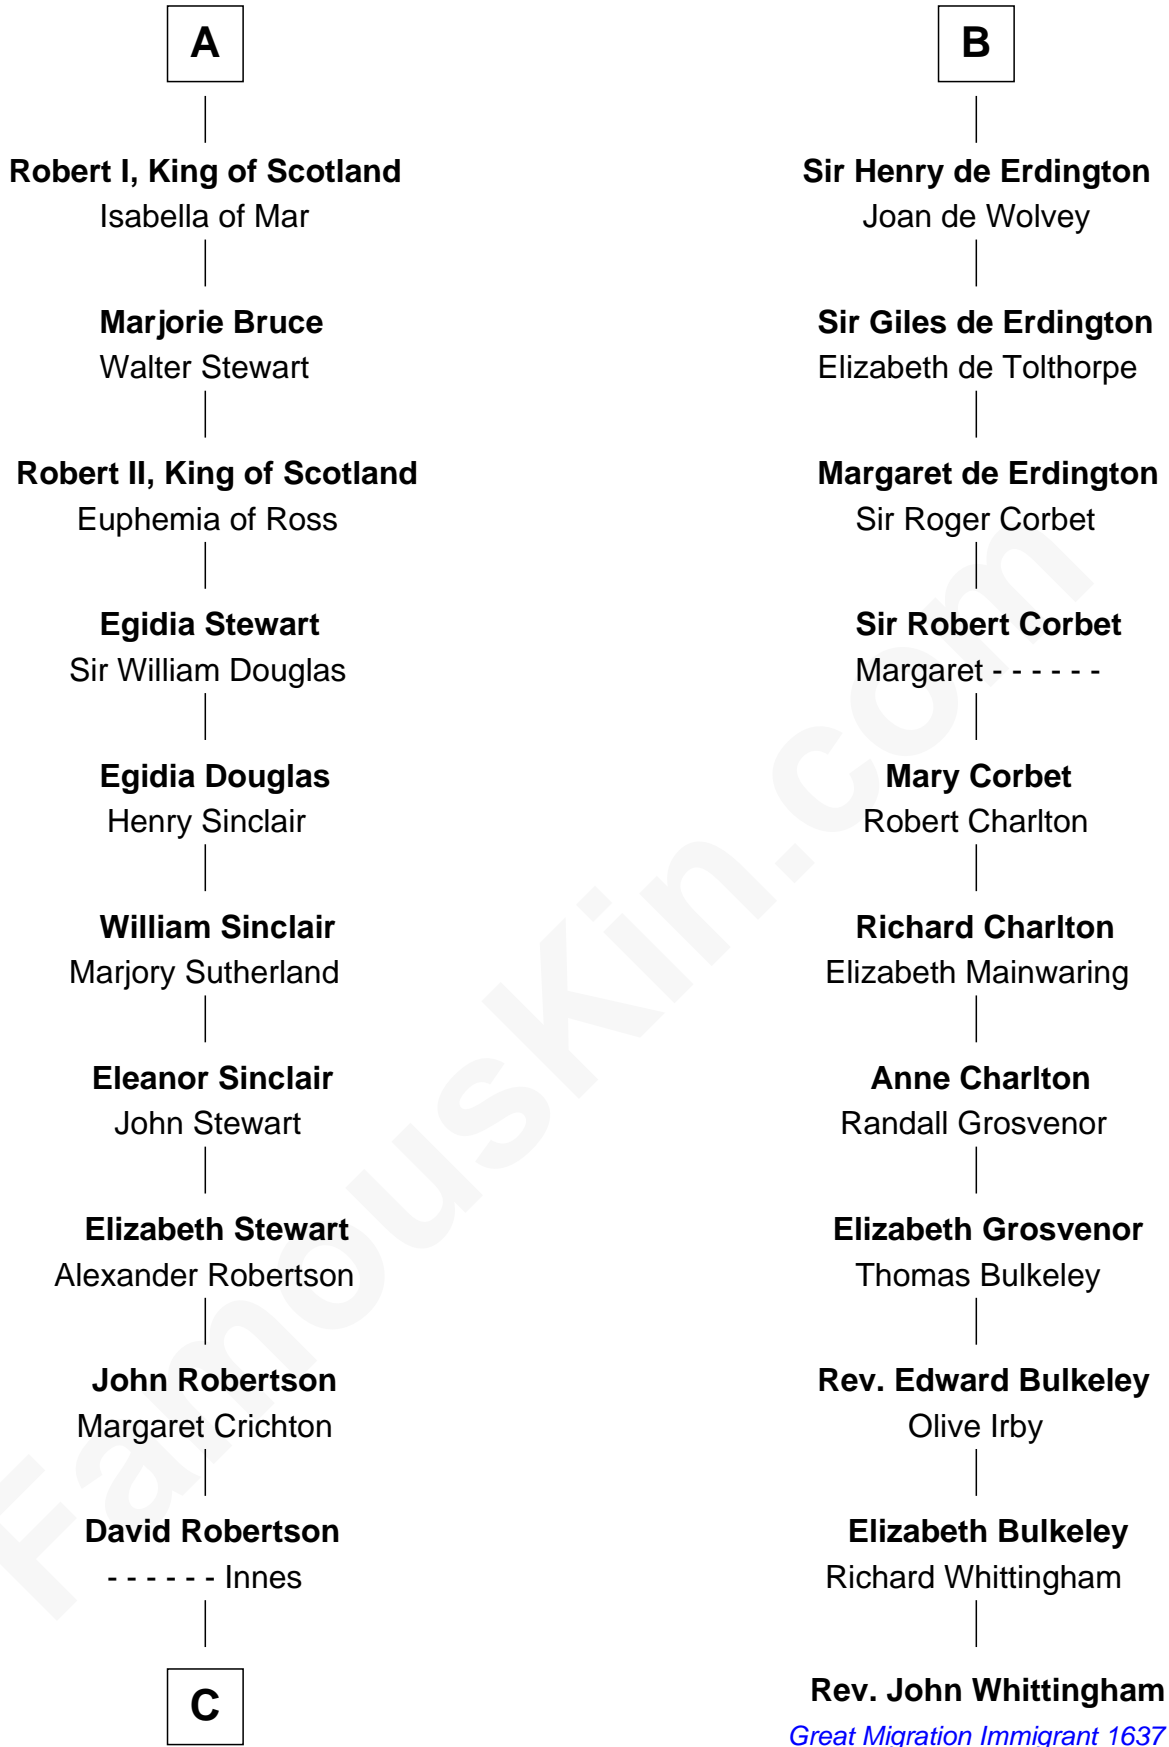 A
Robert I, King of Scotland
Isabella of Mar
Marjorie Bruce
Walter Stewart
Robert II, King of Scotland
Euphemia of Ross
Egidia Stewart
Sir William Douglas
Egidia Douglas
Henry Sinclair
William Sinclair
Marjory Sutherland
Eleanor Sinclair
John Stewart
Elizabeth Stewart
Alexander Robertson
John Robertson
Margaret Crichton
David Robertson
- - - - - - Innes
C
B
Sir Henry de Erdington
Joan de Wolvey
Sir Giles de Erdington
Elizabeth de Tolthorpe
Margaret de Erdington
Sir Roger Corbet
Sir Robert Corbet
Margaret - - - - - -
Mary Corbet
Robert Charlton
Richard Charlton
Elizabeth Mainwaring
Anne Charlton
Randall Grosvenor
Elizabeth Grosvenor
Thomas Bulkeley
Rev. Edward Bulkeley
Olive Irby
Elizabeth Bulkeley
Richard Whittingham
Rev. John Whittingham
Great Migration Immigrant 1637
FamousKin.com